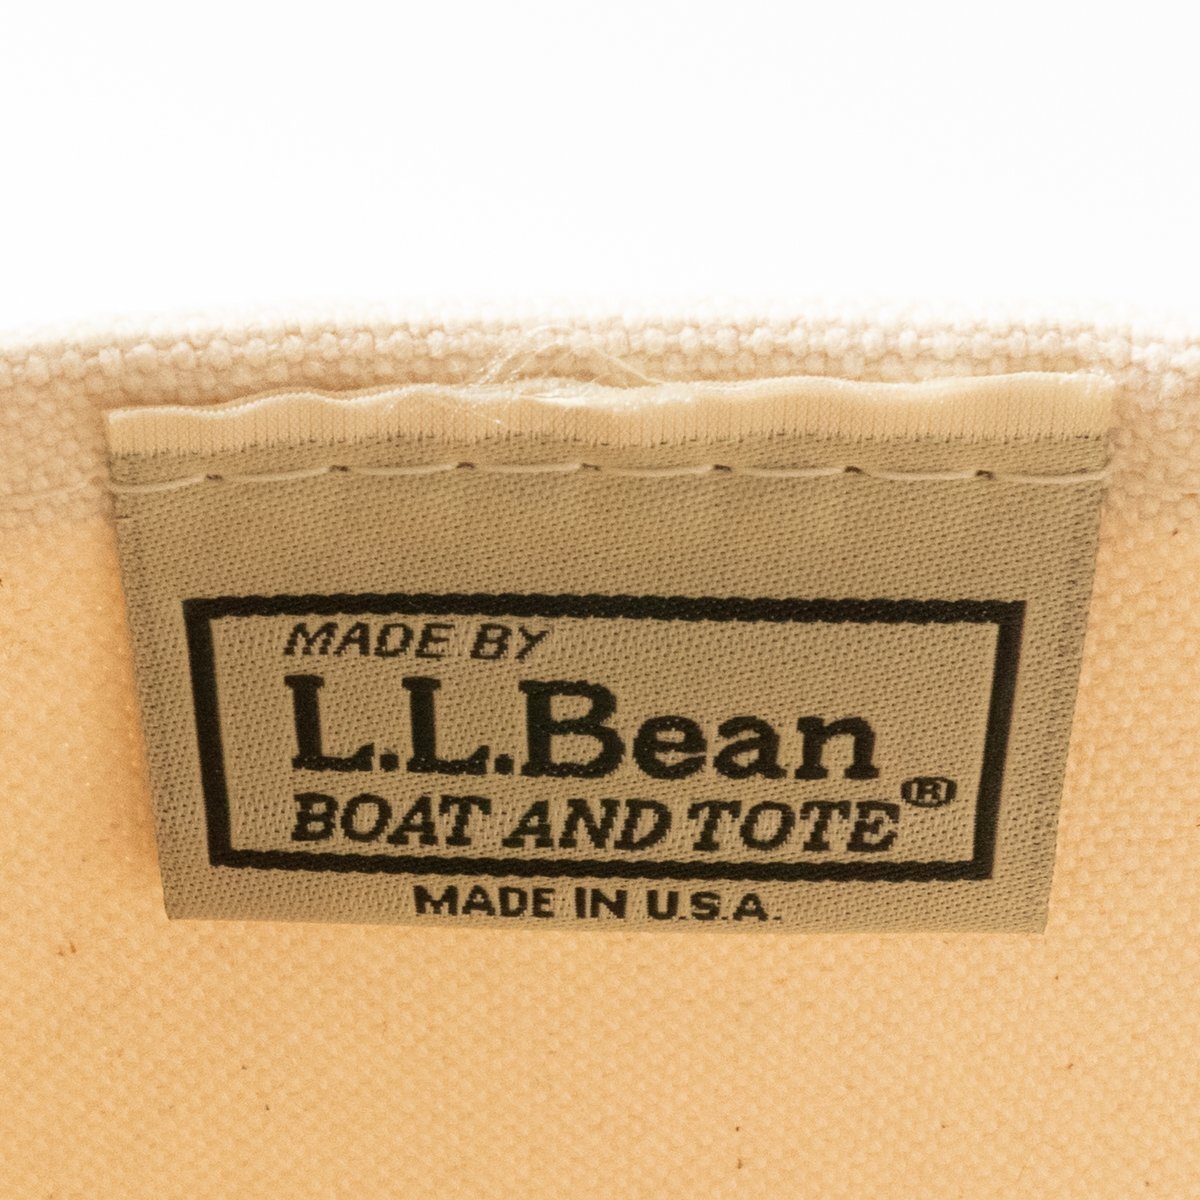 MADE BY
L.L.Bean
BOAT AND TOTE®
MADE IN U.S.A.